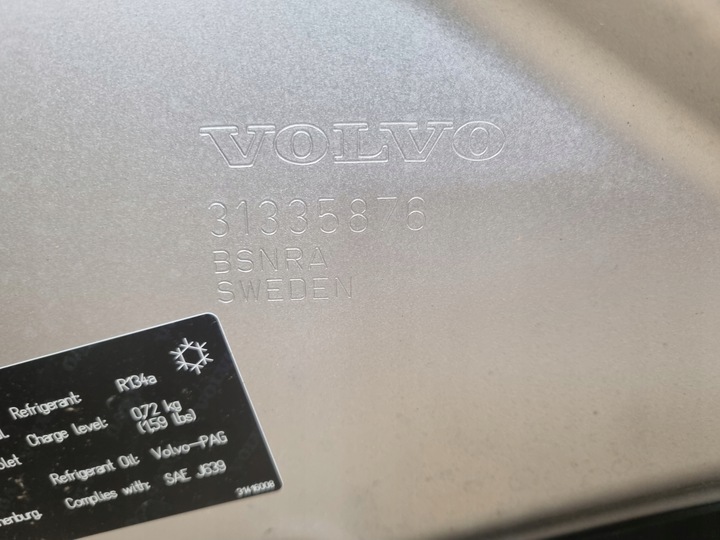 VOLVO
31335876
BSNRA
SWEDEN
Refrigerant: R134a
Charge level: 0.72 kg
(1.59 lbs)
Refrigerant Oil: Volvo-PAG
Complies with: SAE J639